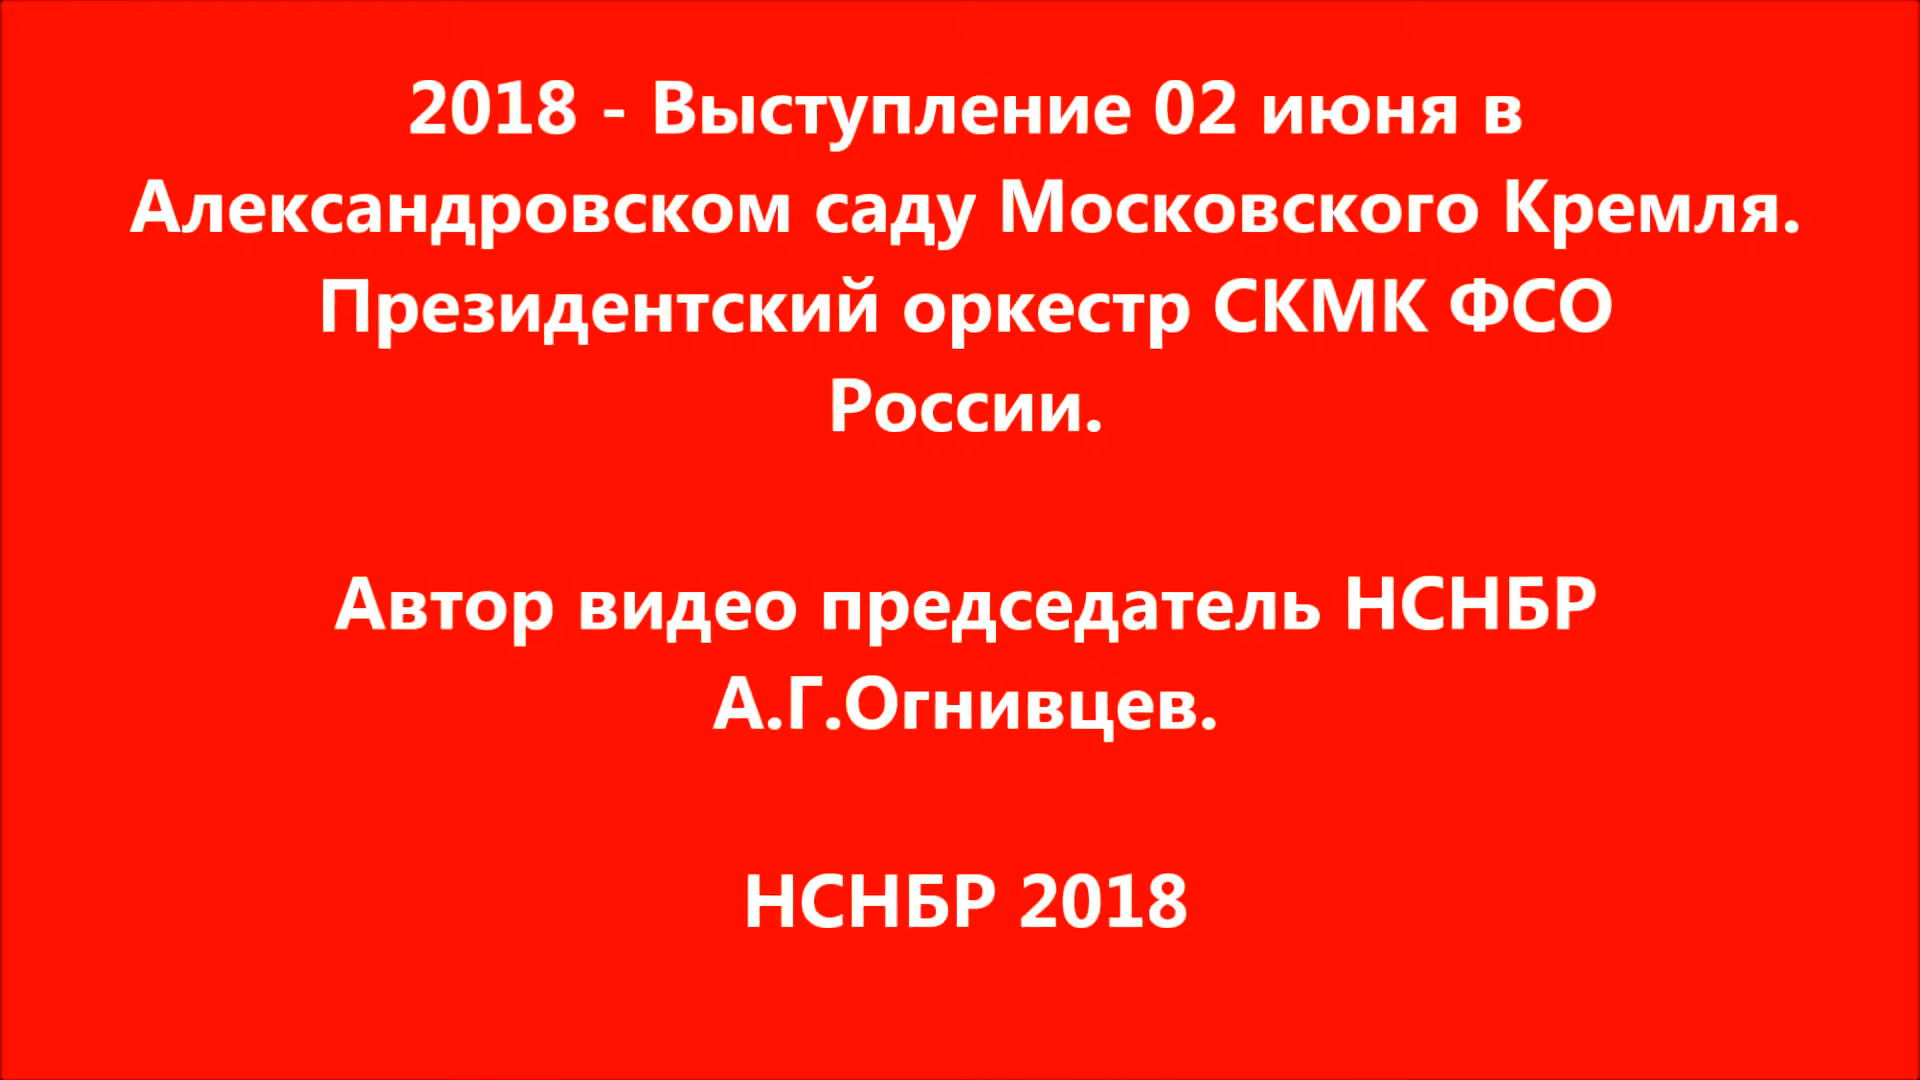 2018 - Выступление 02 июня в
Александровском саду Московского Кремля.
Президентский оркестр СКМК ФСО
России.
Автор видео председатель НСНБР
А.Г.Огнивцев.
НСНБР 2018